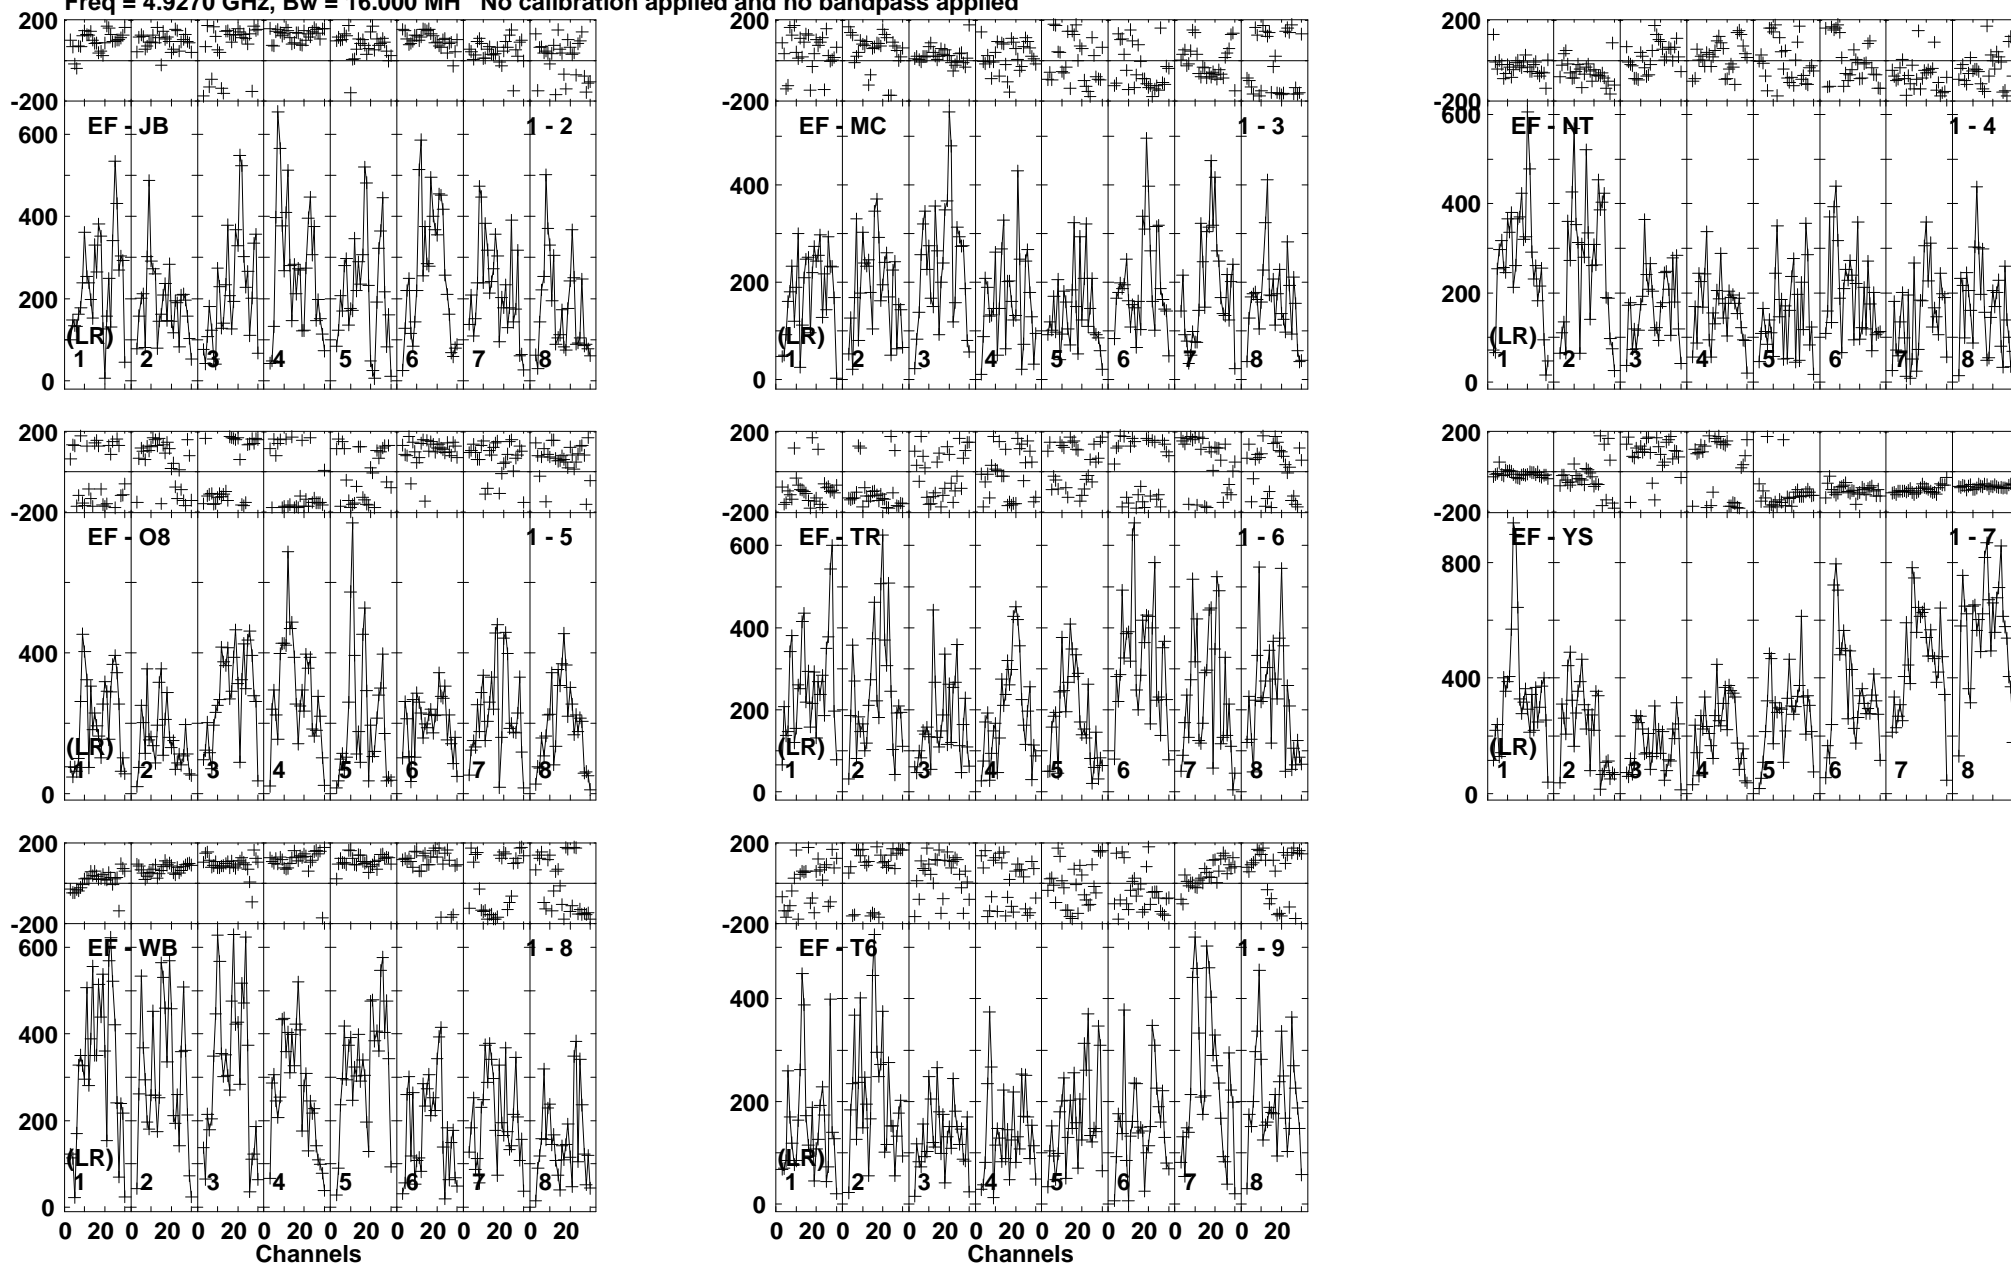 Freq = 4.9270 GHz, Bw = 16.000 MH No calibration applied and no bandpass applied
200 200 200
-200 -200 -200
EF - JB 1 - 2 EF - MC 1 - 3 EF - NT 1 - 4
600 600
400 400 400
200 200 200
(LR) (LR) (LR)
1 2 3 4 5 6 7 8 1 2 3 4 5 6 7 8 1 2 3 4 5 6 7 8
0 0 0
200 200 200
-200 -200 -200
EF - O8 1 - 5 EF - TR 1 - 6 EF - YS 1 - 7
600 800
400 400 400
200
(LR) (LR) (LR)
1 2 3 4 5 6 7 8 1 2 3 4 5 6 7 8 1 2 3 4 5 6 7 8
0 0 0
200 200
-200 -200
EF - WB 1 - 8 EF - T6 1 - 9
600
400 400
200 200
(LR) (LR)
1 2 3 4 5 6 7 8 1 2 3 4 5 6 7 8
0 0
0 20 0 20 0 20 0 20 0 20 0 20 0 20 0 20 0 20 0 20 0 20 0 20 0 20 0 20 0 20 0 20
Channels Channels